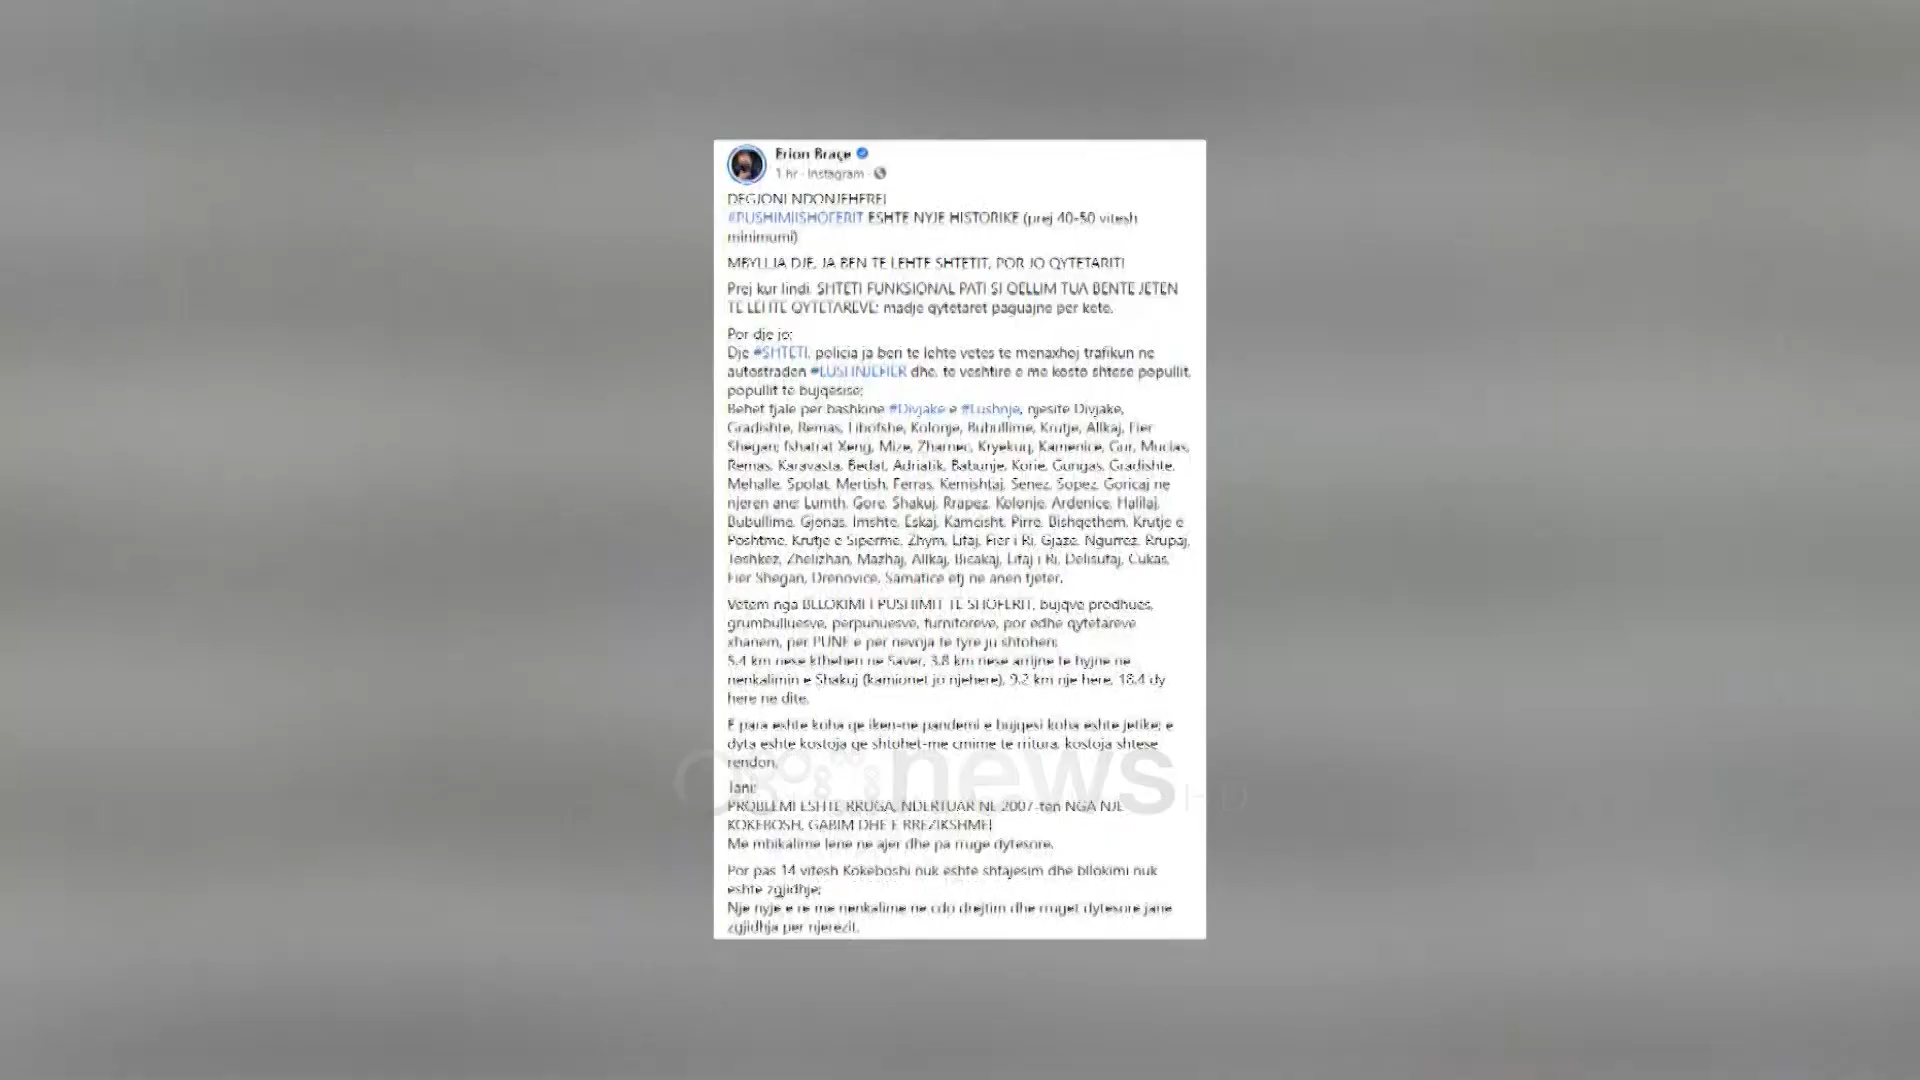 Erion Braçe
1 hr · Instagram ·
DEGJONI NDONJEHERE!
#PUSHIMIISHOFERIT ESHTE NYJE HISTORIKE (prej 40-50 vitesh
minimumi)
MBYLLJA DJE, JA BEN TE LEHTE SHTETIT, POR JO QYTETARIT!
Prej kur lindi, SHTETI FUNKSIONAL PATI SI QELLIM TUA BENTE JETEN
TE LEHTE QYTETAREVE; madje qytetaret paguajne per kete.
Por dje jo;
Dje #SHTETI, policia ja beri te lehte vetes te menaxhoj trafikun ne
autostraden #LUSHNJEFIER dhe, te veshtire e me kosto shtese popullit,
popullit te bujqesise;
Behet fjale per bashkine #Divjake e #Lushnje, njesite Divjake,
Gradishte, Remas, Libofshe, Kolonje, Bubullime, Krutje, Allkaj, Fier
Shegan; fshatrat Xeng, Mize, Zharnec, Kryekuq, Kamenice, Gur, Mucias,
Remas, Karavasta, Bedat, Adriatik, Babunje, Korie, Gungas, Gradishte,
Mehalle, Spolat, Mertish, Ferras, Kemishtaj, Senez, Sopez, Goricaj ne
njeren ane; Lumth, Gore, Shakuj, Rrapez, Kolonje, Ardenice, Halilaj,
Bubullime, Gjonas, Imshte, Eskaj, Kamcisht, Pirre, Bishqethem, Krutje e
Poshtme, Krutje e Siperme, Zhym, Lifaj, Fier i Ri, Gjaze, Ngurrez, Rrupaj,
Toshkez, Zhelizhan, Mazhaj, Allkaj, Bicakaj, Lifaj i Ri, Delisufaj, Cukas,
Fier Shegan, Drenovice, Samatice etj ne anen tjeter.
Vetem nga BLLOKIMI I PUSHIMIT TE SHOFERIT, bujqve prodhues,
grumbulluesve, perpunuesve, furnitoreve, por edhe qytetareve
xhanem, per PUNE e per nevoja te tyre ju shtohen:
5.4 km nese kthehen ne Saver, 3.8 km nese arrijne te hyjne ne
nenkalimin e Shakuj (kamionet jo njehere), 9.2 km nje here, 18.4 dy
here ne dite.
E para eshte koha qe iken-ne pandemi e bujqesi koha eshte jetike; e
dyta eshte kostoja qe shtohet-me cmime te rritura, kostoja shtese
rendon.
Tani:
PROBLEMI ESHTE RRUGA, NDERTUAR NE 2007-ten NGA NJE
KOKEBOSH, GABIM DHE E RREZIKSHME!
Me mbikalime lene ne ajer dhe pa rruge dytesore.
Por pas 14 vitesh Kokeboshi nuk eshte shfajesim dhe bllokimi nuk
eshte zgjidhje;
Nje nyje e re me nenkalime ne cdo drejtim dhe rruget dytesore jane
zgjidhja per njerezit.
news HD